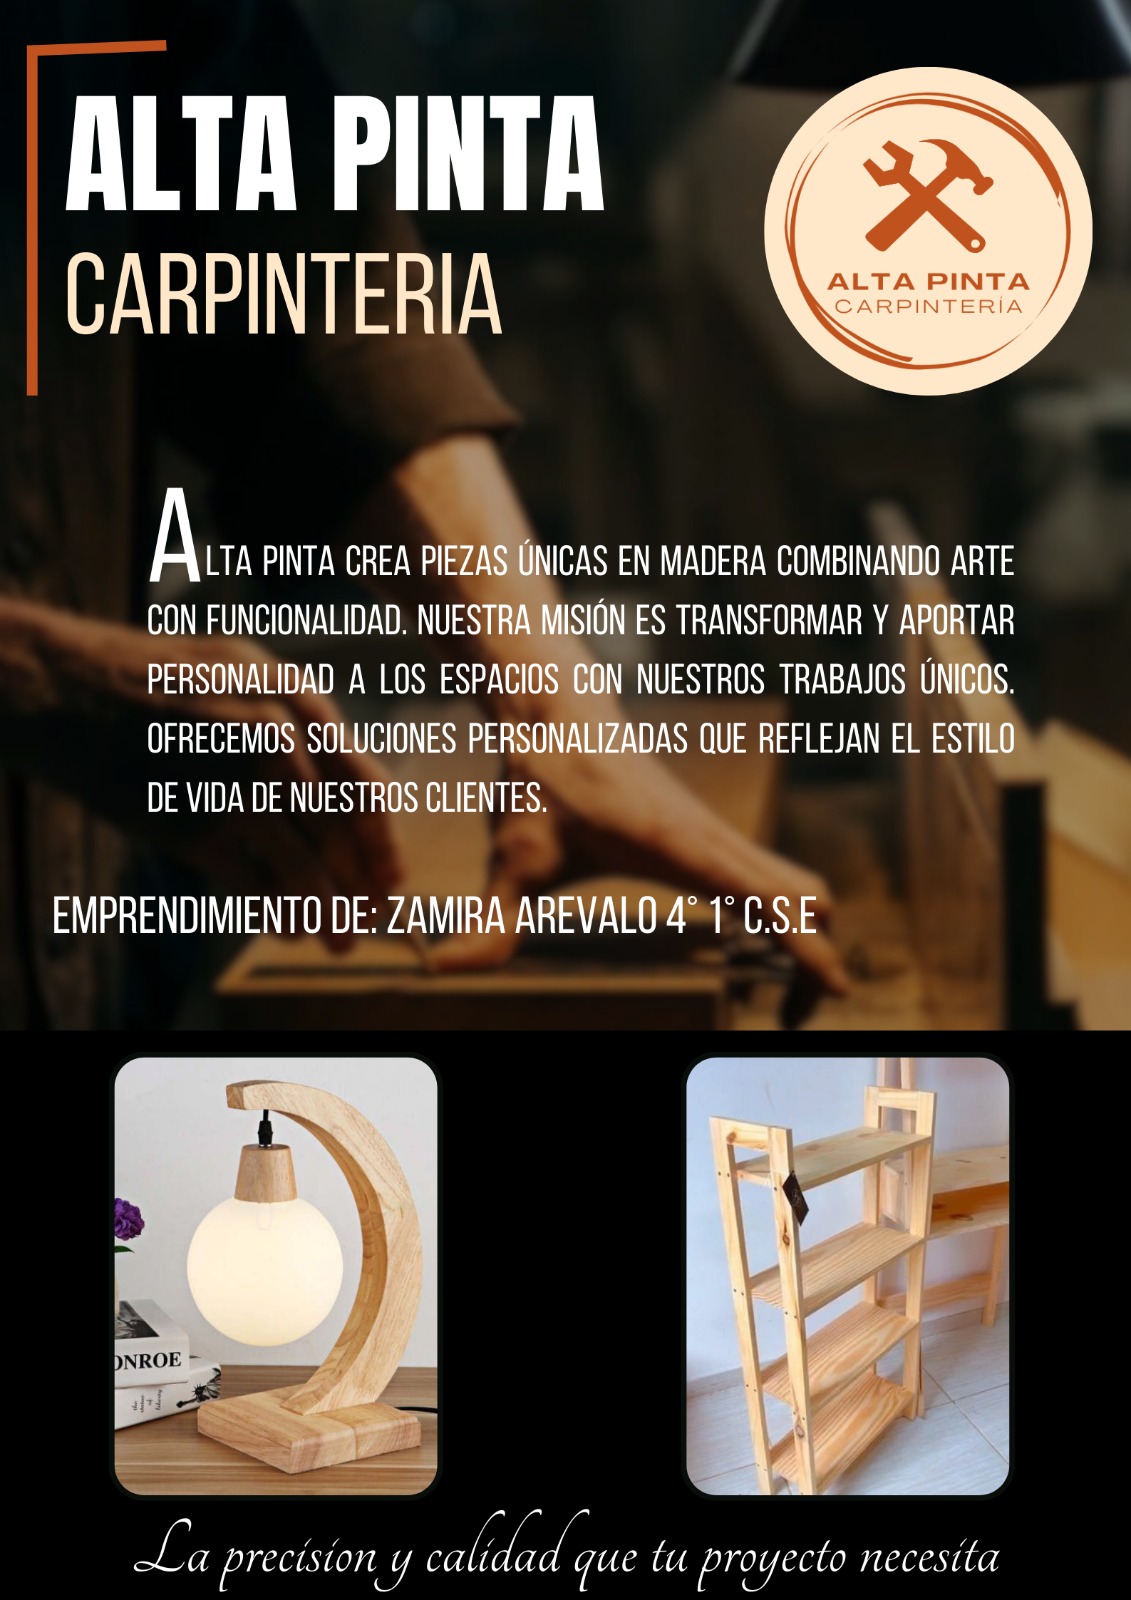 ALTA PINTA
CARPINTERIA
ALTA PINTA
CARPINTERÍA
ALTA PINTA CREA PIEZAS ÚNICAS EN MADERA COMBINANDO ARTE
CON FUNCIONALIDAD. NUESTRA MISIÓN ES TRANSFORMAR Y APORTAR
PERSONALIDAD A LOS ESPACIOS CON NUESTROS TRABAJOS ÚNICOS.
OFRECEMOS SOLUCIONES PERSONALIZADAS QUE REFLEJAN EL ESTILO
DE VIDA DE NUESTROS CLIENTES.
EMPRENDIMIENTO DE: ZAMIRA AREVALO 4° 1° C.S.E
ONROE
La precision y calidad que tu proyecto necesita